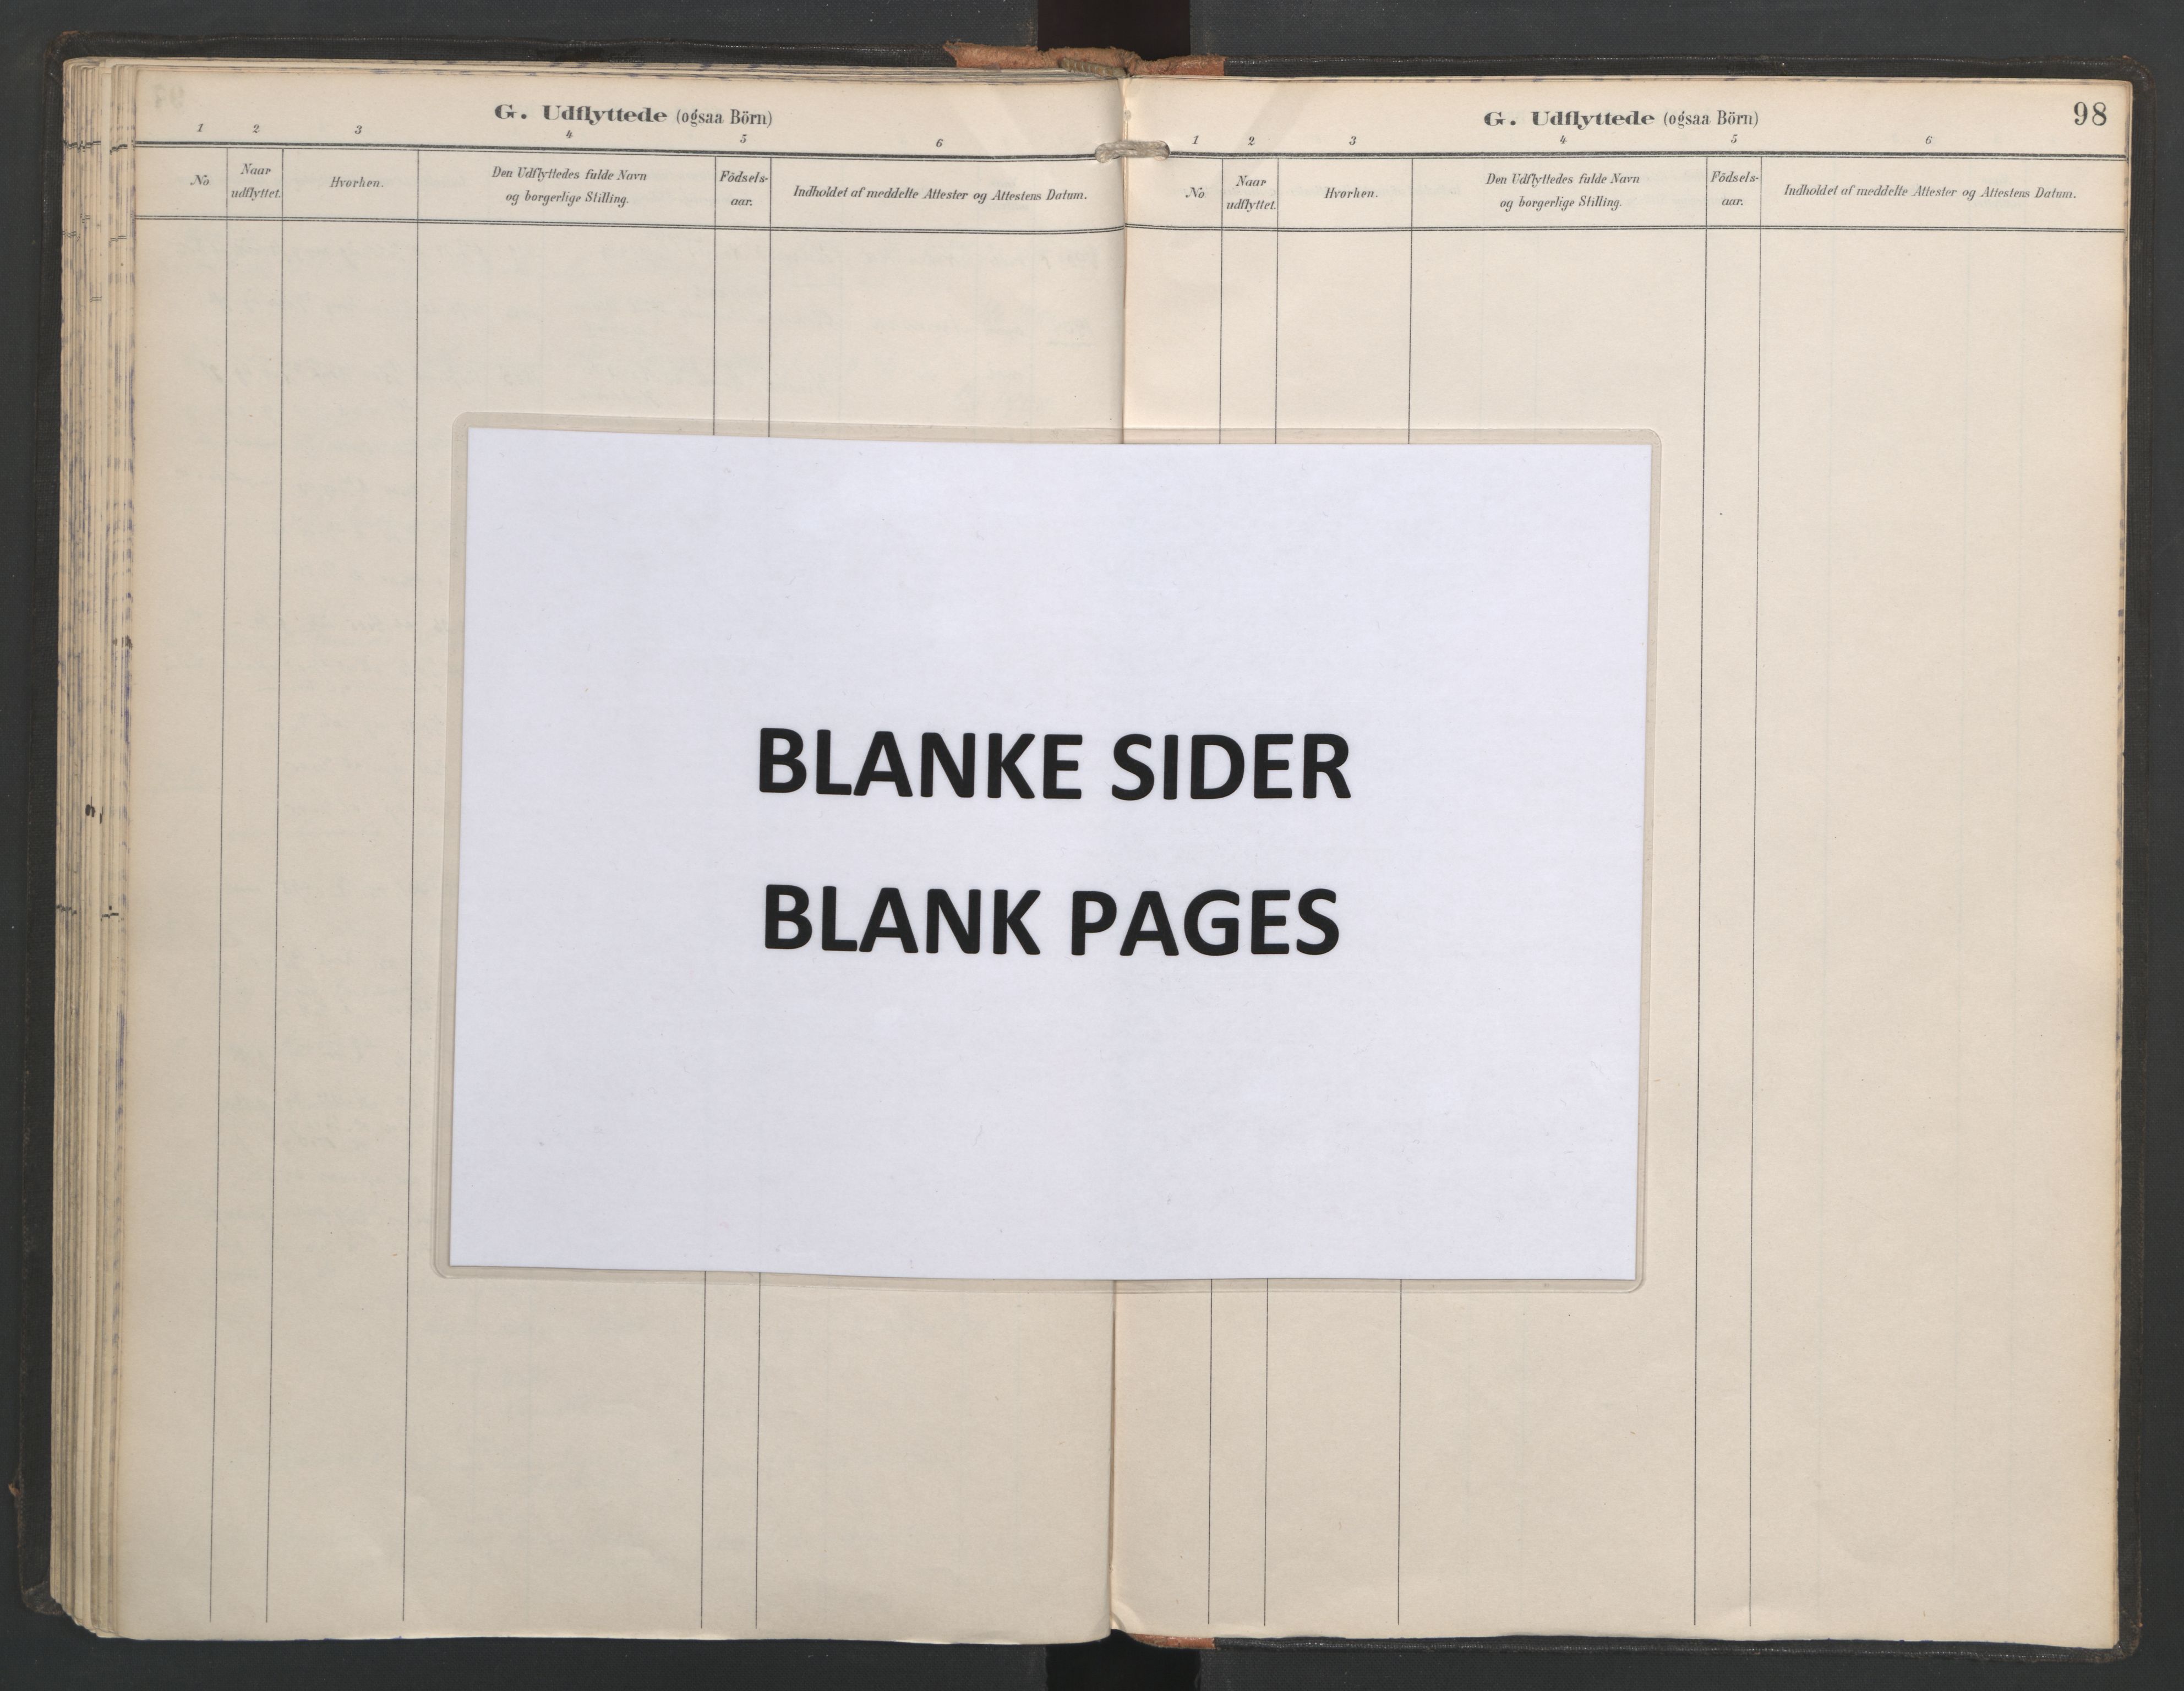 G. Udflyttede (ogsaa Börn)
1 2 3 4 5 6
No
Naar
udflyttet.
Hvorhen.
Den Udflyttedes fulde Navn
og borgerlige Stilling.
Födsels-
aar.
Indholdet af meddelte Attester og Attestens Datum.
G. Udflyttede (ogsaa Börn)
98
1 2 3 4 5 6
No
Naar
udflyttet.
Hvorhen.
Den Udflyttedes fulde Navn
og borgerlige Stilling.
Födsels-
aar.
Indholdet af meddelte Attester og Attestens Datum.
BLANKE SIDER
BLANK PAGES